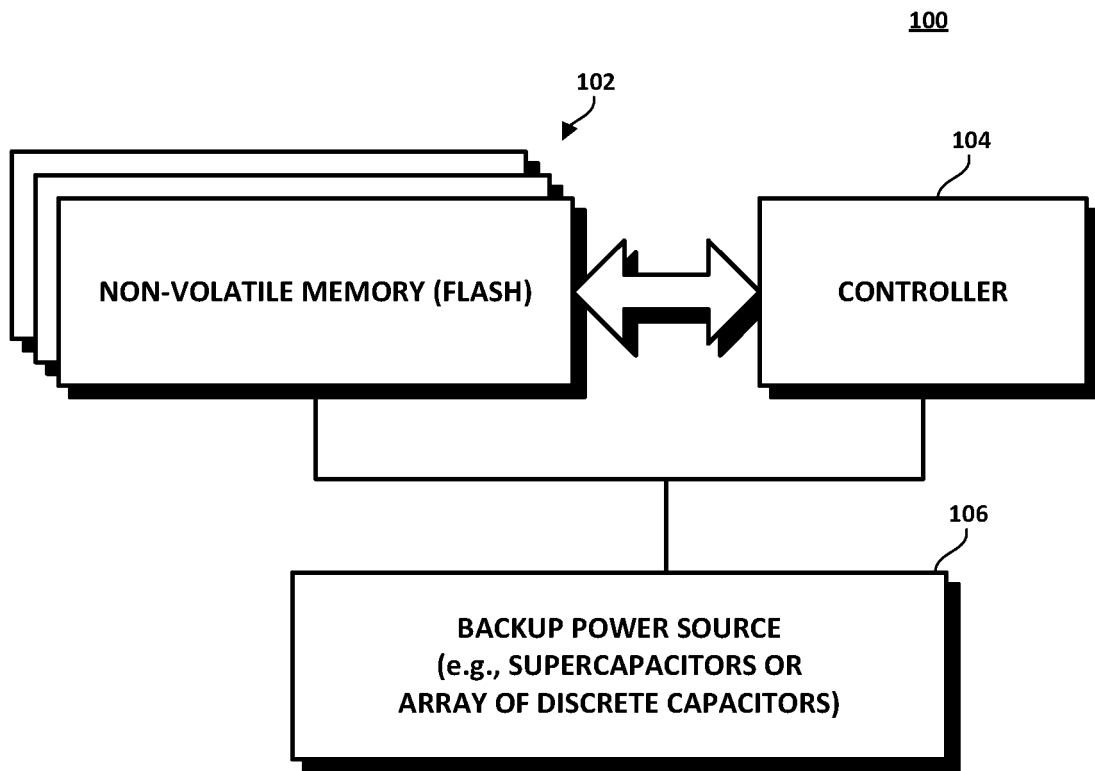 100
102
104
NON-VOLATILE MEMORY (FLASH)
CONTROLLER
106
BACKUP POWER SOURCE
(e.g., SUPERCAPACITORS OR
ARRAY OF DISCRETE CAPACITORS)